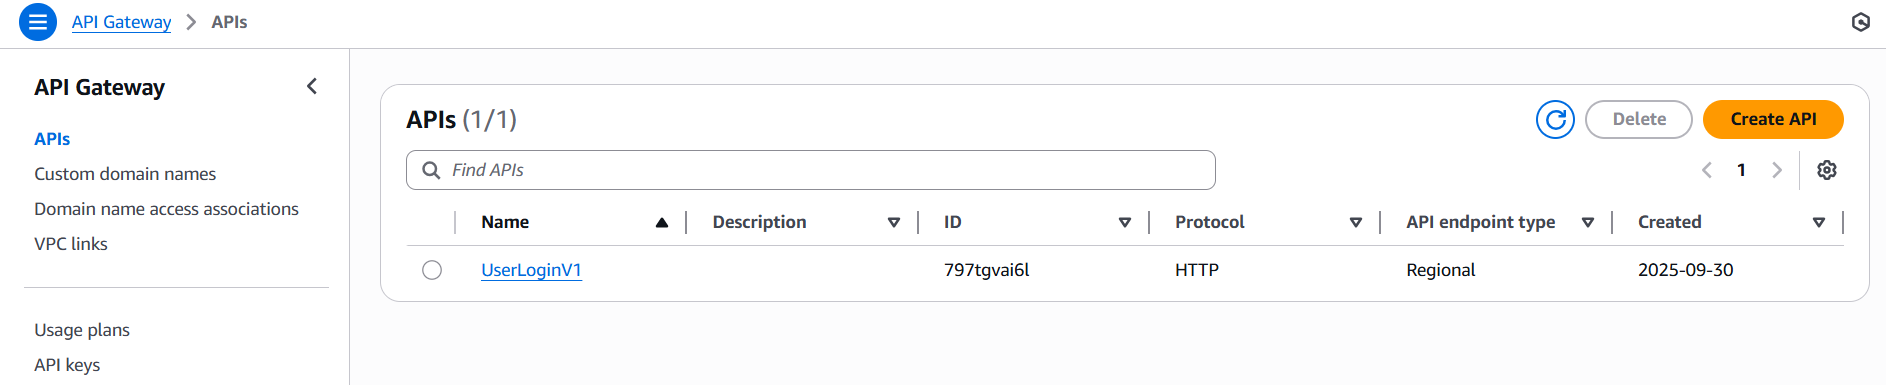 API Gateway > APIs
API Gateway
APIs
Custom domain names
Domain name access associations
VPC links
Usage plans
API keys
APIs (1/1)
Delete
Create API
Find APIs
1
Name Description ID Protocol API endpoint type Created
UserLoginV1 797tgvai6l HTTP Regional 2025-09-30